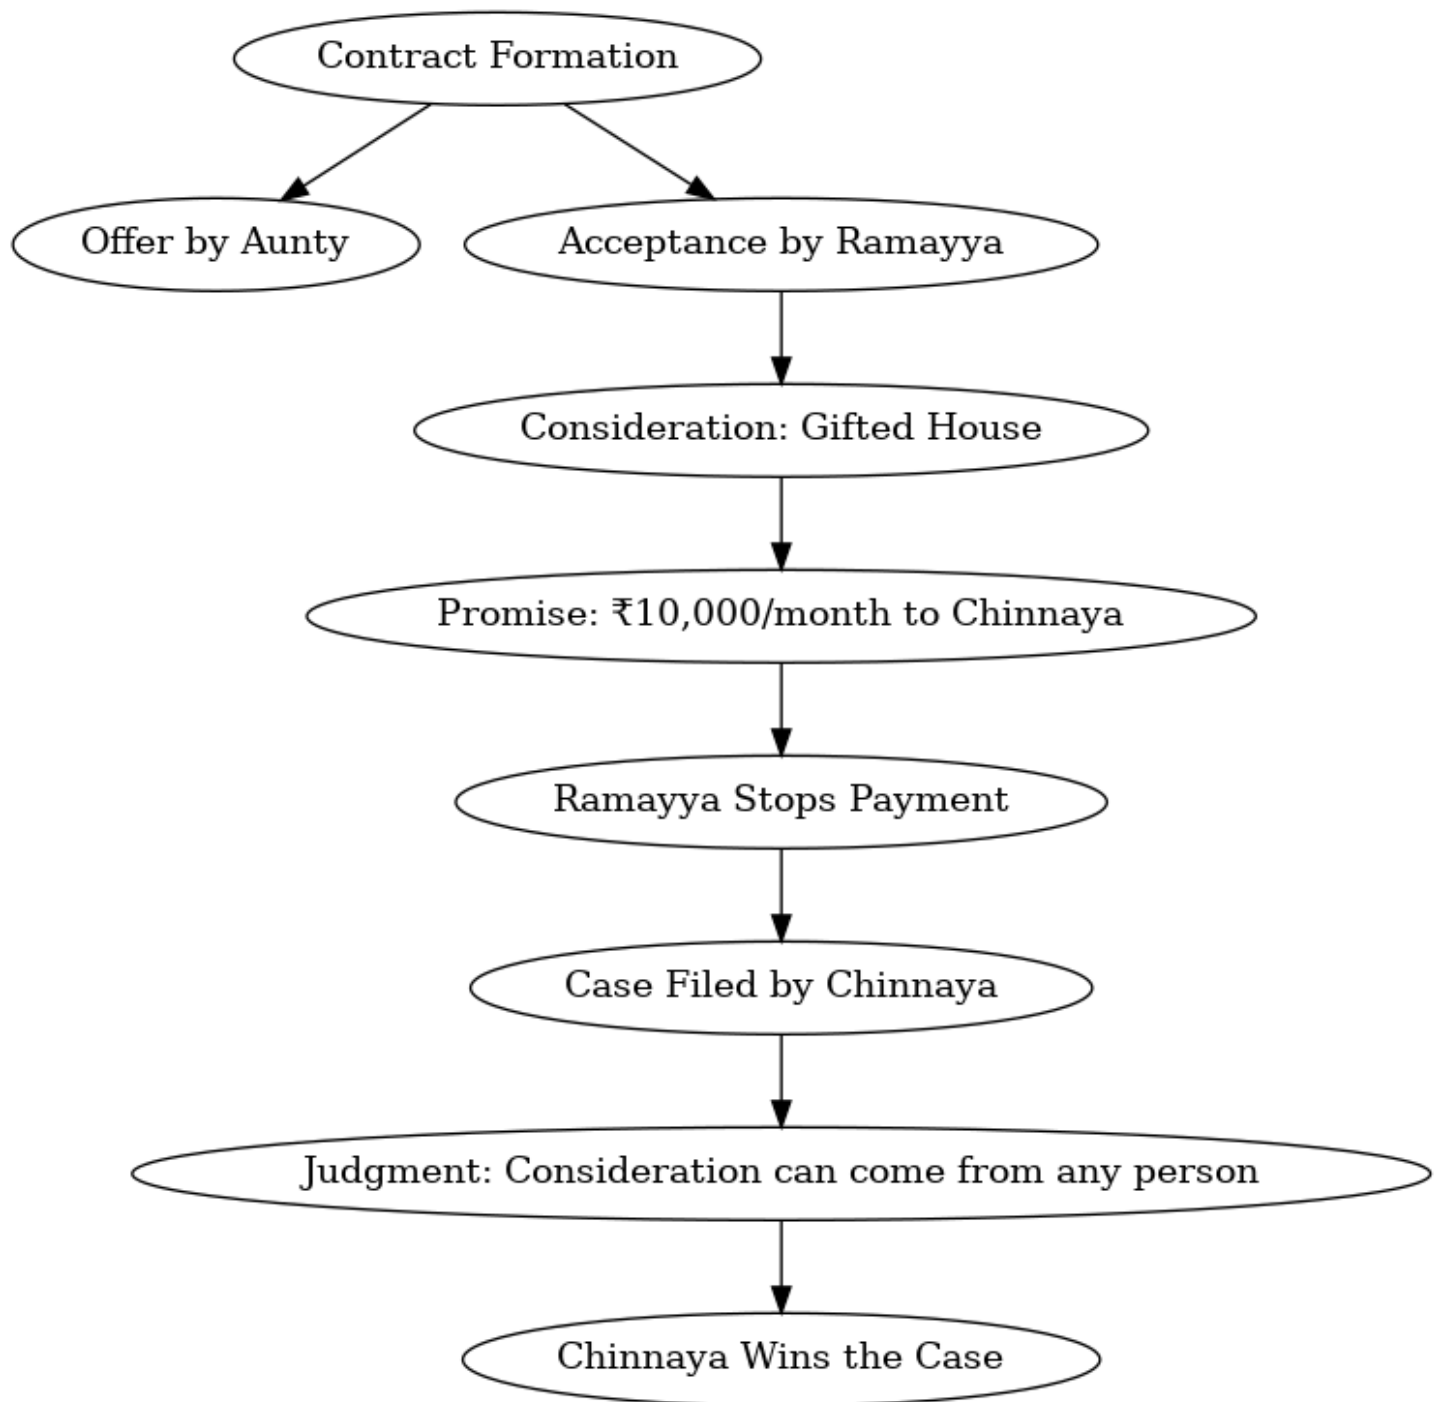 Contract Formation
Offer by Aunty
Acceptance by Ramayya
Consideration: Gifted House
Promise: ₹10,000/month to Chinnaya
Ramayya Stops Payment
Case Filed by Chinnaya
Judgment: Consideration can come from any person
Chinnaya Wins the Case